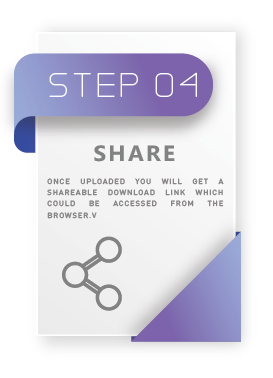 STEP 04
SHARE
ONCE UPLOADED YOU WILL GET A
SHAREABLE DOWNLOAD LINK WHICH
COULD BE ACCESSED FROM THE
BROWSER.V